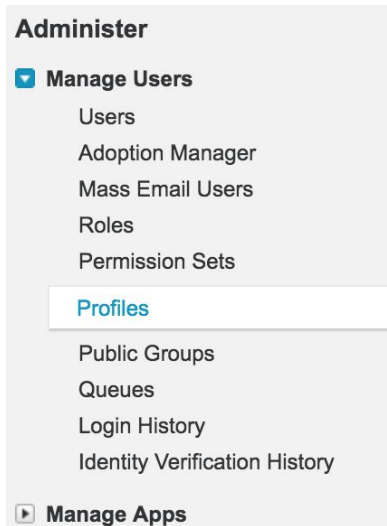 Administer
Manage Users
Users
Adoption Manager
Mass Email Users
Roles
Permission Sets
Profiles
Public Groups
Queues
Login History
Identity Verification History
Manage Apps